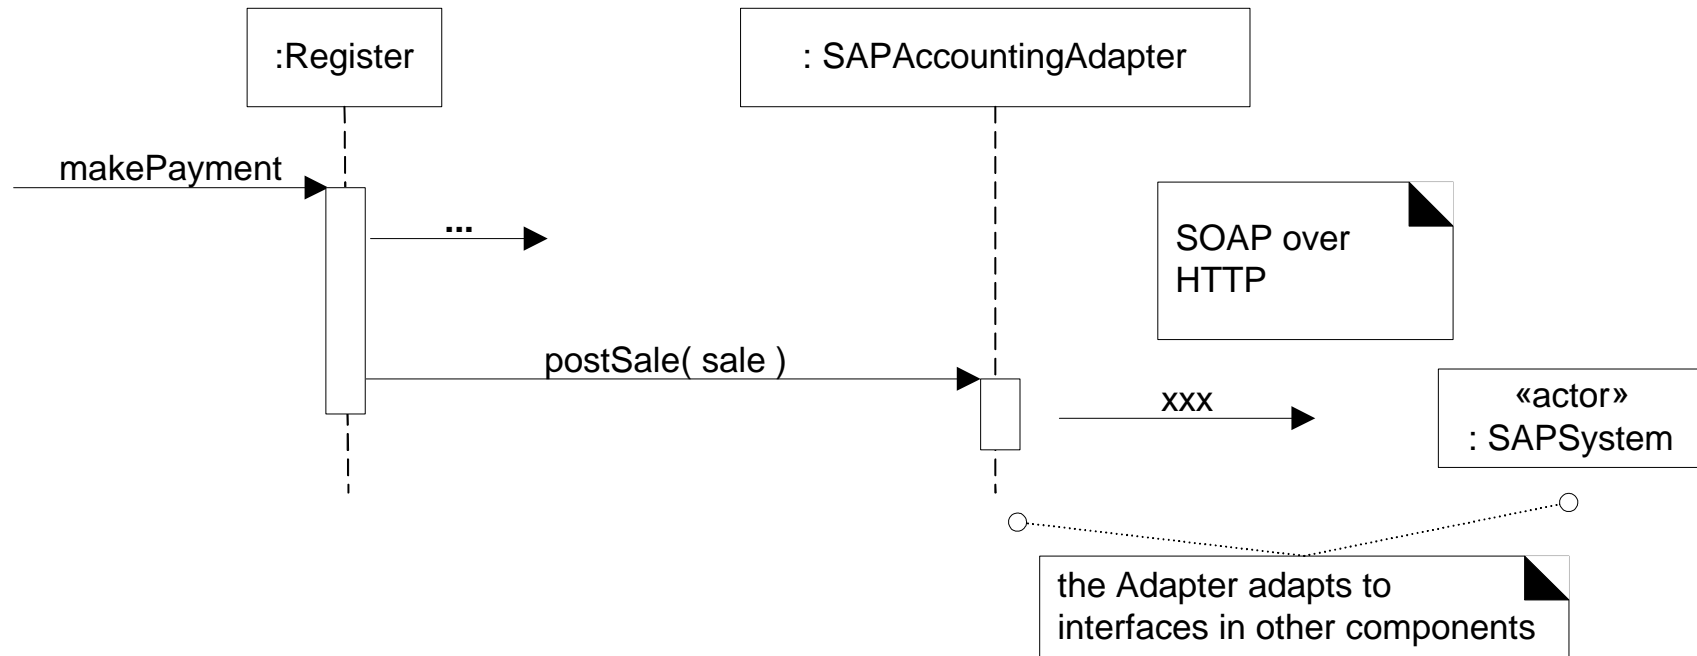 :Register
: SAPAccountingAdapter
makePayment
...
SOAP over
HTTP
postSale( sale )
xxx
«actor»
: SAPSystem
the Adapter adapts to
interfaces in other components